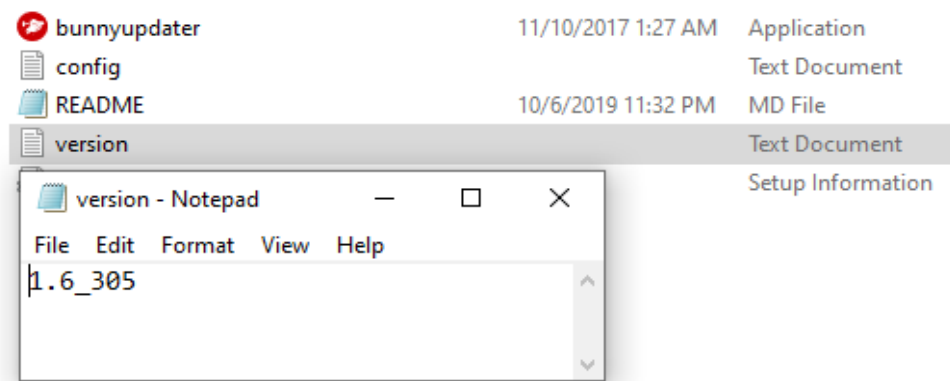 bunnyupdater 11/10/2017 1:27 AM Application
config Text Document
README 10/6/2019 11:32 PM MD File
version Text Document
Setup Information
version - Notepad
File Edit Format View Help
1.6_305